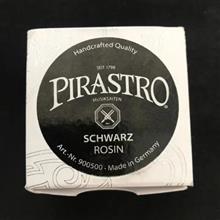 Handcrafted Quality
SEIT 1798
PIRASTRO
MUSIKSAITEN
SCHWARZ
ROSIN
Art.-Nr. 900500 - Made in Germany